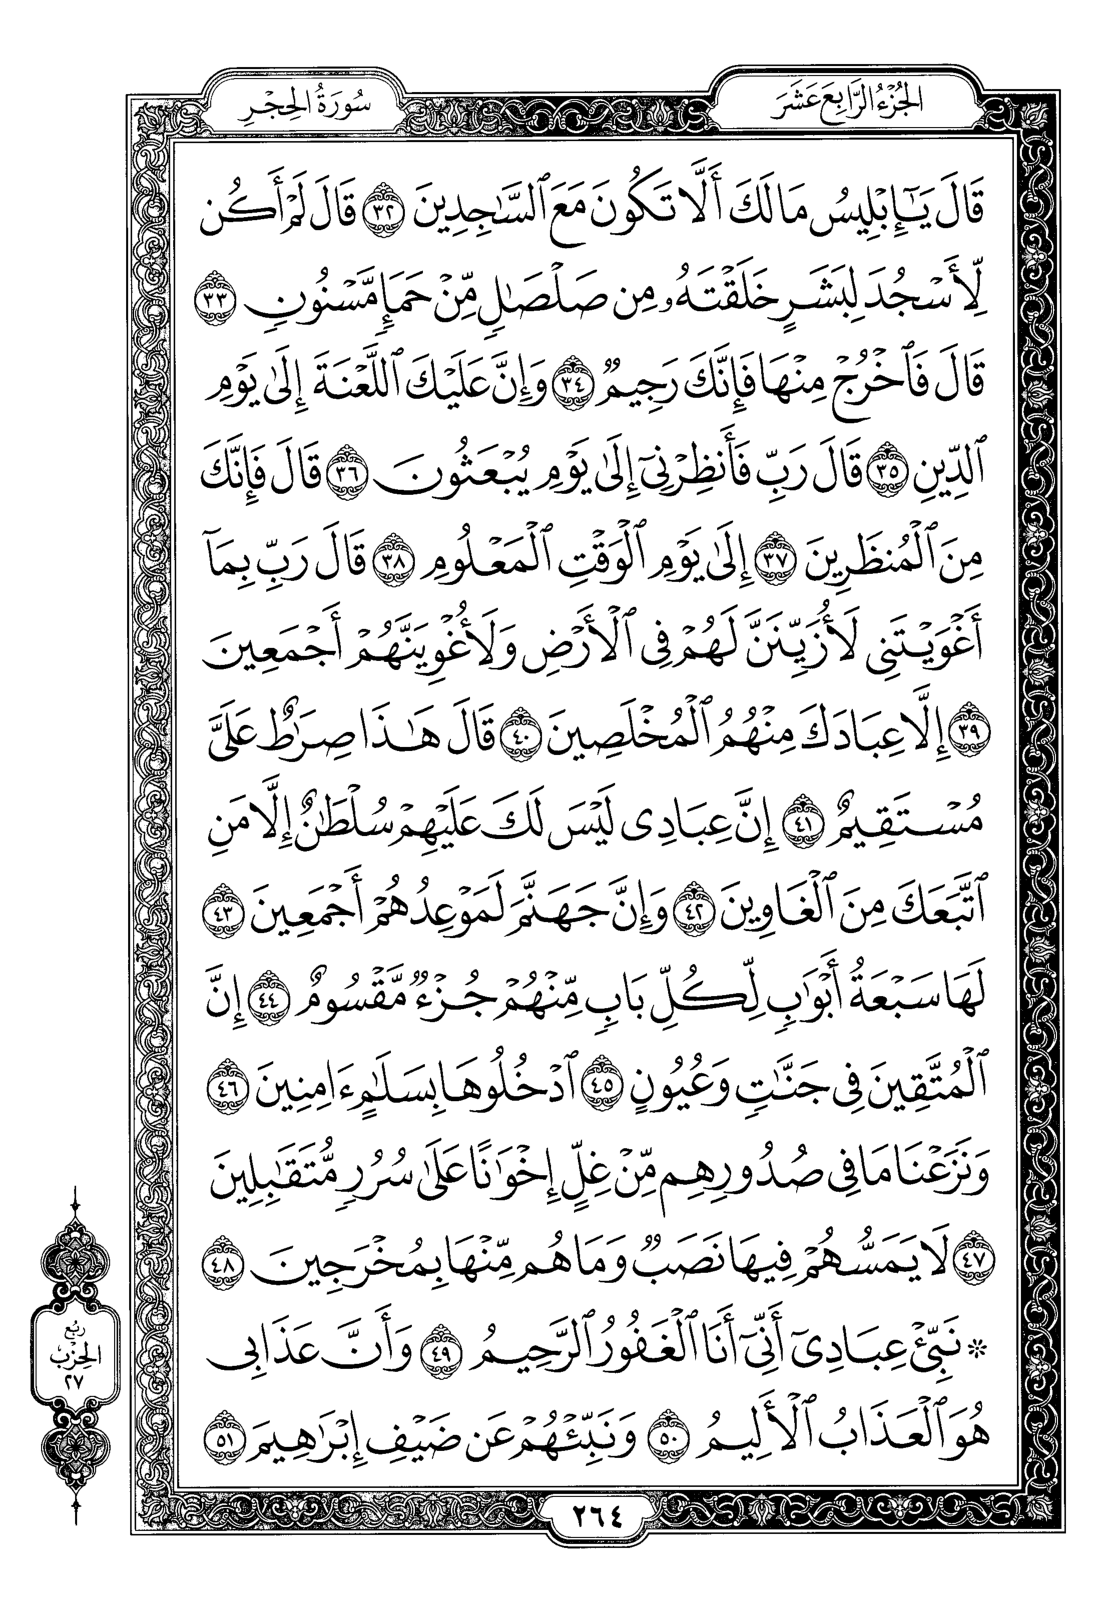 الجُزْءُ الرَّابِعَ عَشَرَ
سُورَةُ الحِجْرِ
قَالَ يَـٰٓإِبْلِيسُ مَا لَكَ أَلَّا تَكُونَ مَعَ ٱلسَّـٰجِدِينَ ٣٢ قَالَ لَمْ أَكُن
لِّأَسْجُدَ لِبَشَرٍ خَلَقْتَهُۥ مِن صَلْصَـٰلٍ مِّنْ حَمَإٍ مَّسْنُونٍ ٣٣
قَالَ فَٱخْرُجْ مِنْهَا فَإِنَّكَ رَجِيمٌ ٣٤ وَإِنَّ عَلَيْكَ ٱللَّعْنَةَ إِلَىٰ يَوْمِ
ٱلدِّينِ ٣٥ قَالَ رَبِّ فَأَنظِرْنِىٓ إِلَىٰ يَوْمِ يُبْعَثُونَ ٣٦ قَالَ فَإِنَّكَ
مِنَ ٱلْمُنظَرِينَ ٣٧ إِلَىٰ يَوْمِ ٱلْوَقْتِ ٱلْمَعْلُومِ ٣٨ قَالَ رَبِّ بِمَآ
أَغْوَيْتَنِى لَأُزَيِّنَنَّ لَهُمْ فِى ٱلْأَرْضِ وَلَأُغْوِيَنَّهُمْ أَجْمَعِينَ
٣٩ إِلَّا عِبَادَكَ مِنْهُمُ ٱلْمُخْلَصِينَ ٤٠ قَالَ هَـٰذَا صِرَٰطٌ عَلَىَّ
مُسْتَقِيمٌ ٤١ إِنَّ عِبَادِى لَيْسَ لَكَ عَلَيْهِمْ سُلْطَـٰنٌ إِلَّا مَنِ
ٱتَّبَعَكَ مِنَ ٱلْغَاوِينَ ٤٢ وَإِنَّ جَهَنَّمَ لَمَوْعِدُهُمْ أَجْمَعِينَ ٤٣
لَهَا سَبْعَةُ أَبْوَٰبٍ لِّكُلِّ بَابٍ مِّنْهُمْ جُزْءٌ مَّقْسُومٌ ٤٤ إِنَّ
ٱلْمُتَّقِينَ فِى جَنَّـٰتٍ وَعُيُونٍ ٤٥ ٱدْخُلُوهَا بِسَلَـٰمٍ ءَامِنِينَ ٤٦
وَنَزَعْنَا مَا فِى صُدُورِهِم مِّنْ غِلٍّ إِخْوَٰنًا عَلَىٰ سُرُرٍ مُّتَقَـٰبِلِينَ
٤٧ لَا يَمَسُّهُمْ فِيهَا نَصَبٌ وَمَا هُم مِّنْهَا بِمُخْرَجِينَ ٤٨
۞ نَبِّئْ عِبَادِىٓ أَنِّىٓ أَنَا ٱلْغَفُورُ ٱلرَّحِيمُ ٤٩ وَأَنَّ عَذَابِى
هُوَ ٱلْعَذَابُ ٱلْأَلِيمُ ٥٠ وَنَبِّئْهُمْ عَن ضَيْفِ إِبْرَٰهِيمَ ٥١
ربع
الحزب
٢٧
٢٦٤